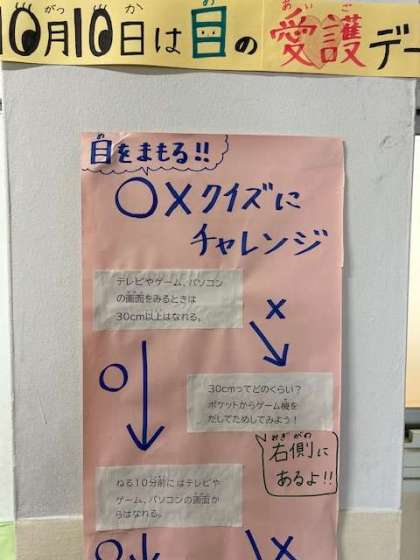 10月10日は目の愛護デー
目をまもる!!
○×クイズに
チャレンジ
テレビやゲーム、パソコン
の画面をみるときは
30cm以上はなれる。
×
○
30cmってどのくらい?
ポケットからゲーム機を
だしてためしてみよう!
右側に
あるよ!!
ねる10分前にはテレビや
ゲーム、パソコンの画面か
らはなれる。
○
×